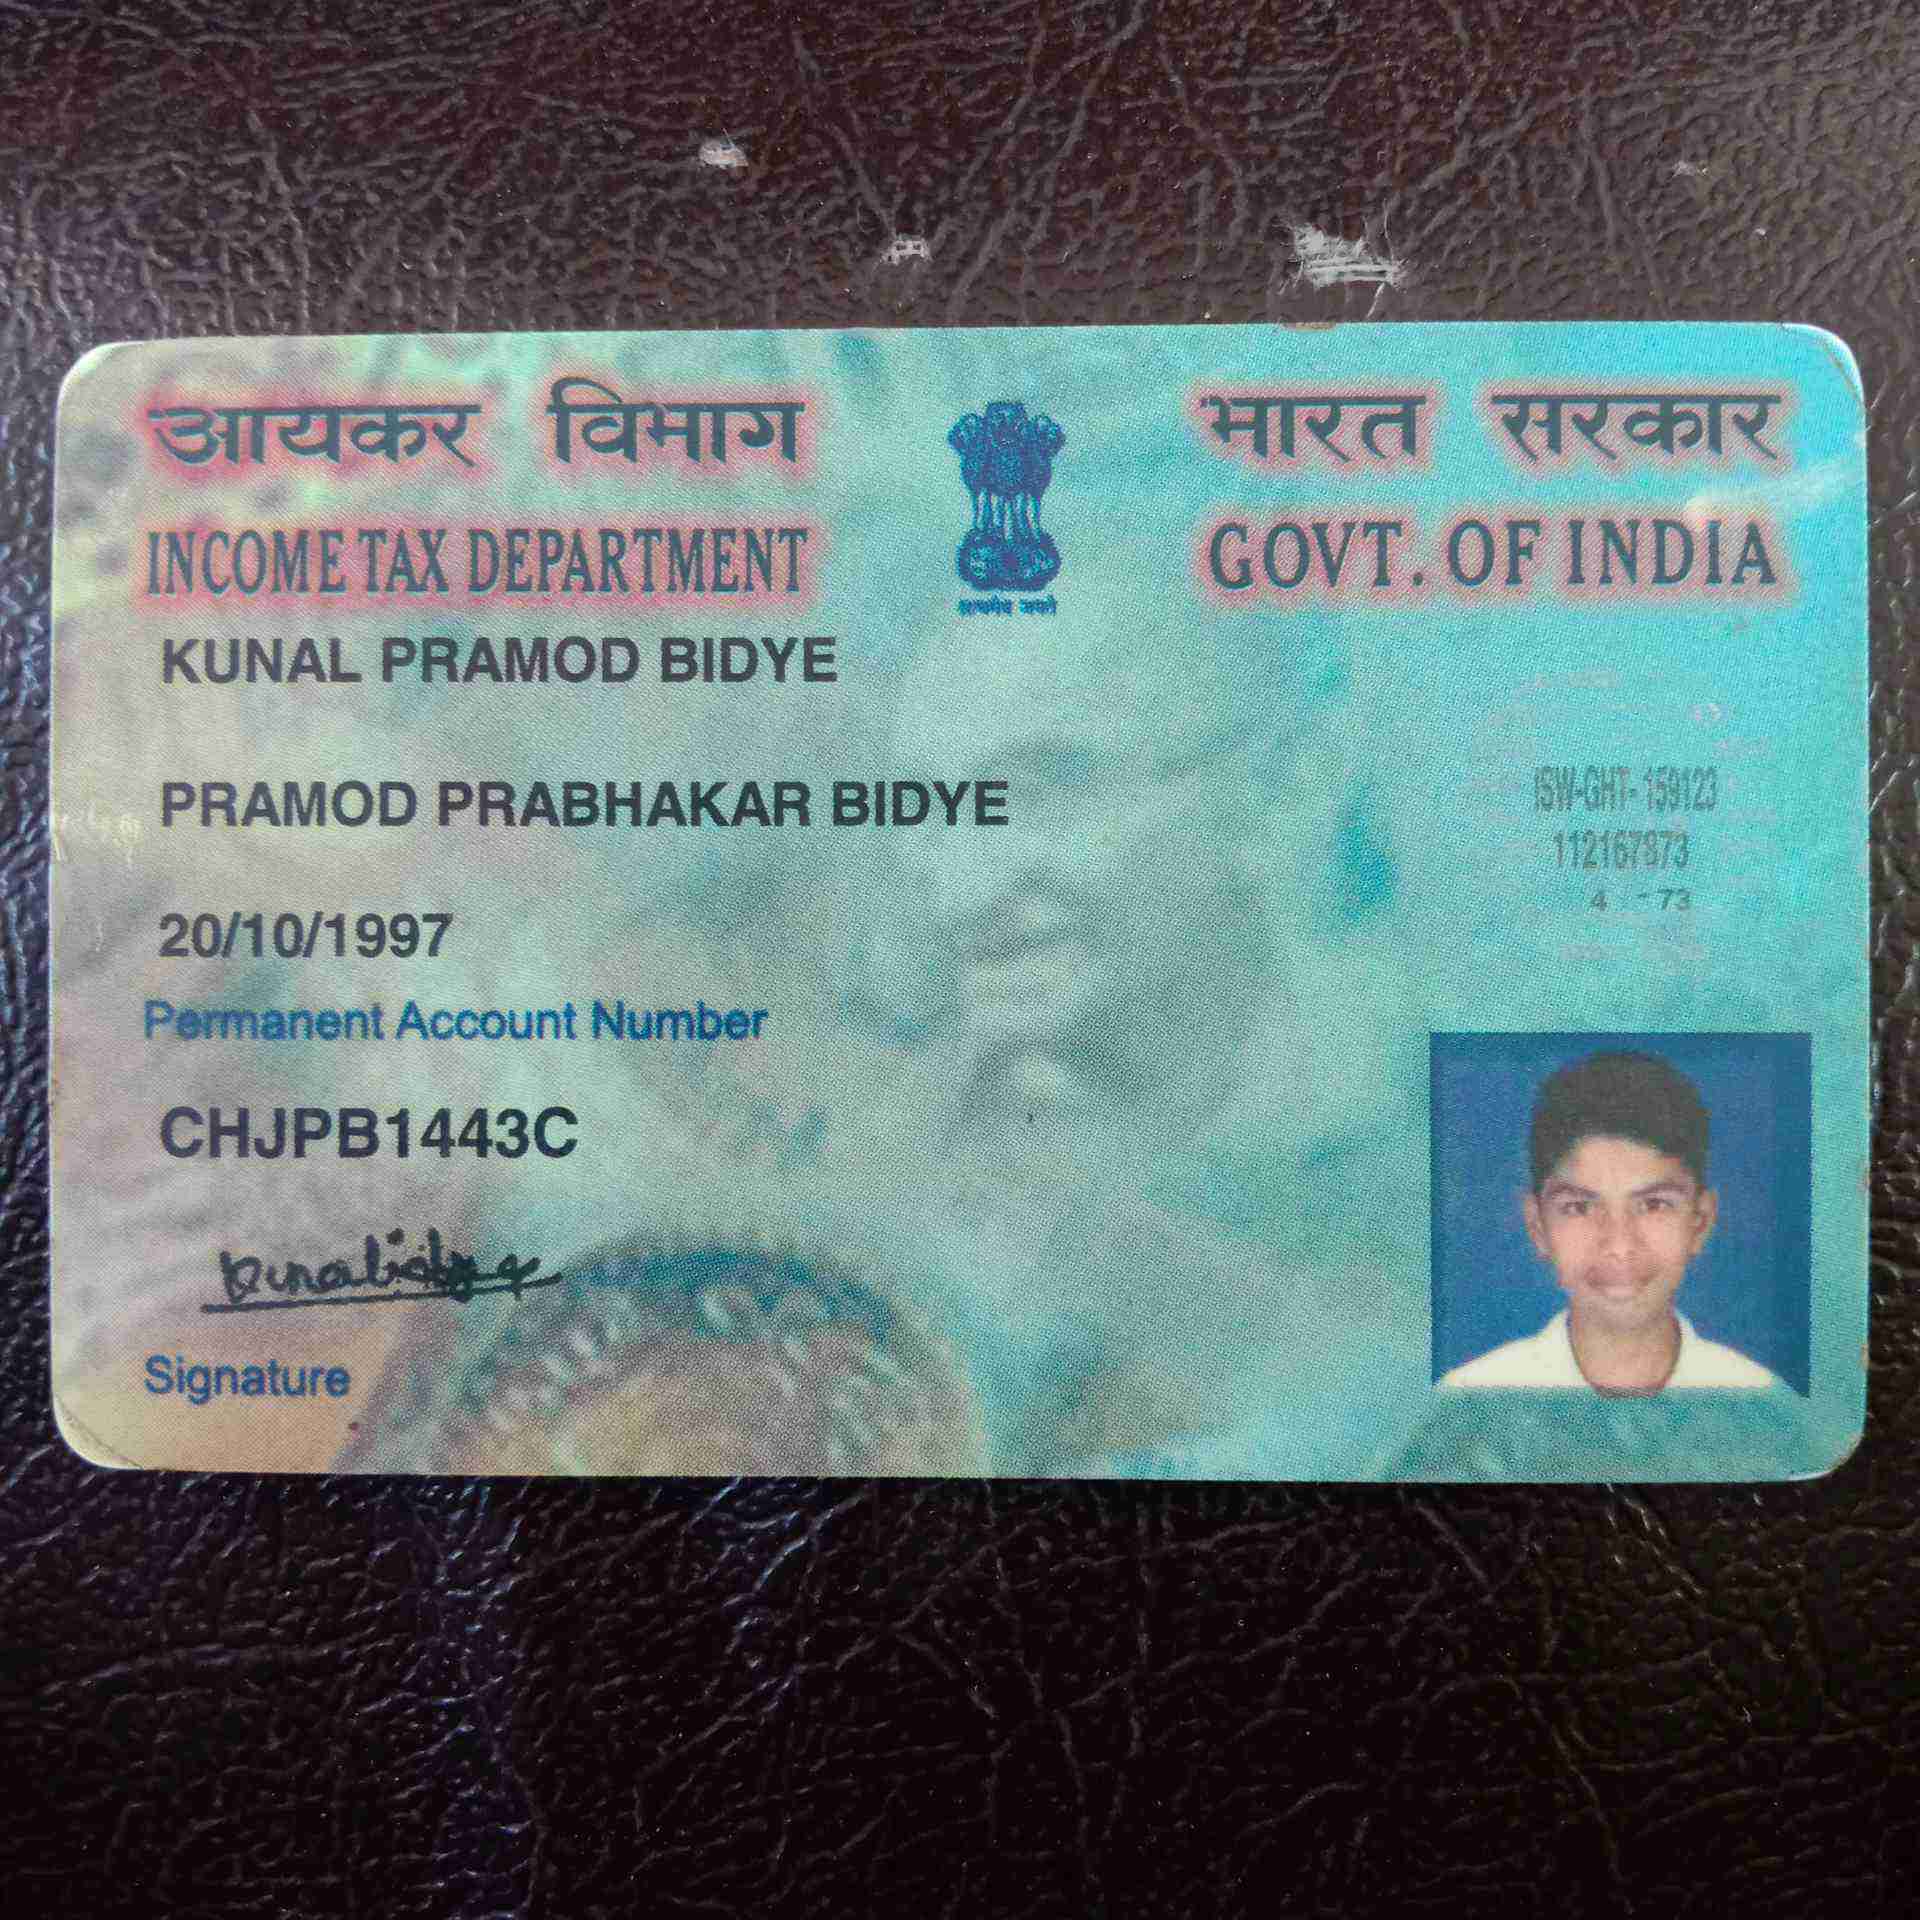 आयकर विभाग
INCOME TAX DEPARTMENT
सत्यमेव जयते
भारत सरकार
GOVT. OF INDIA
KUNAL PRAMOD BIDYE
PRAMOD PRABHAKAR BIDYE
20/10/1997
Permanent Account Number
CHJPB1443C
Signature
ISW-GHT- 159123
112167873
4 - 73